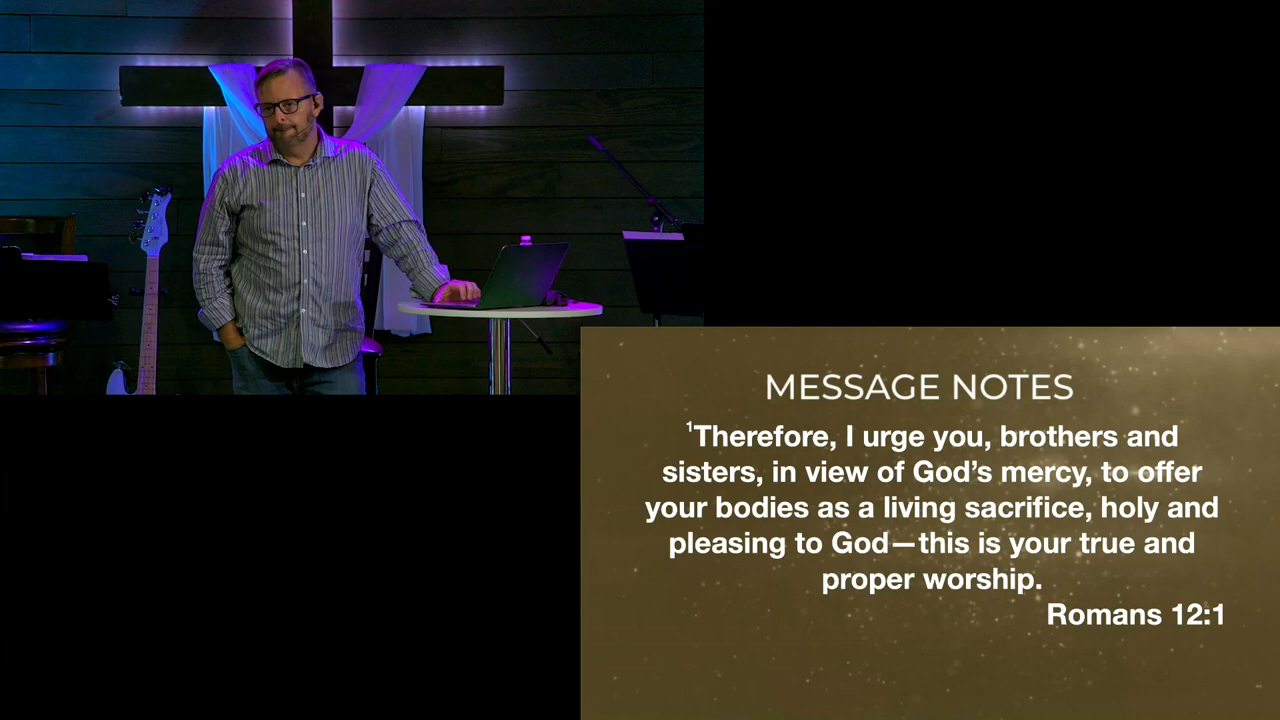 MESSAGE NOTES
¹Therefore, I urge you, brothers and
sisters, in view of God’s mercy, to offer
your bodies as a living sacrifice, holy and
pleasing to God—this is your true and
proper worship.
Romans 12:1